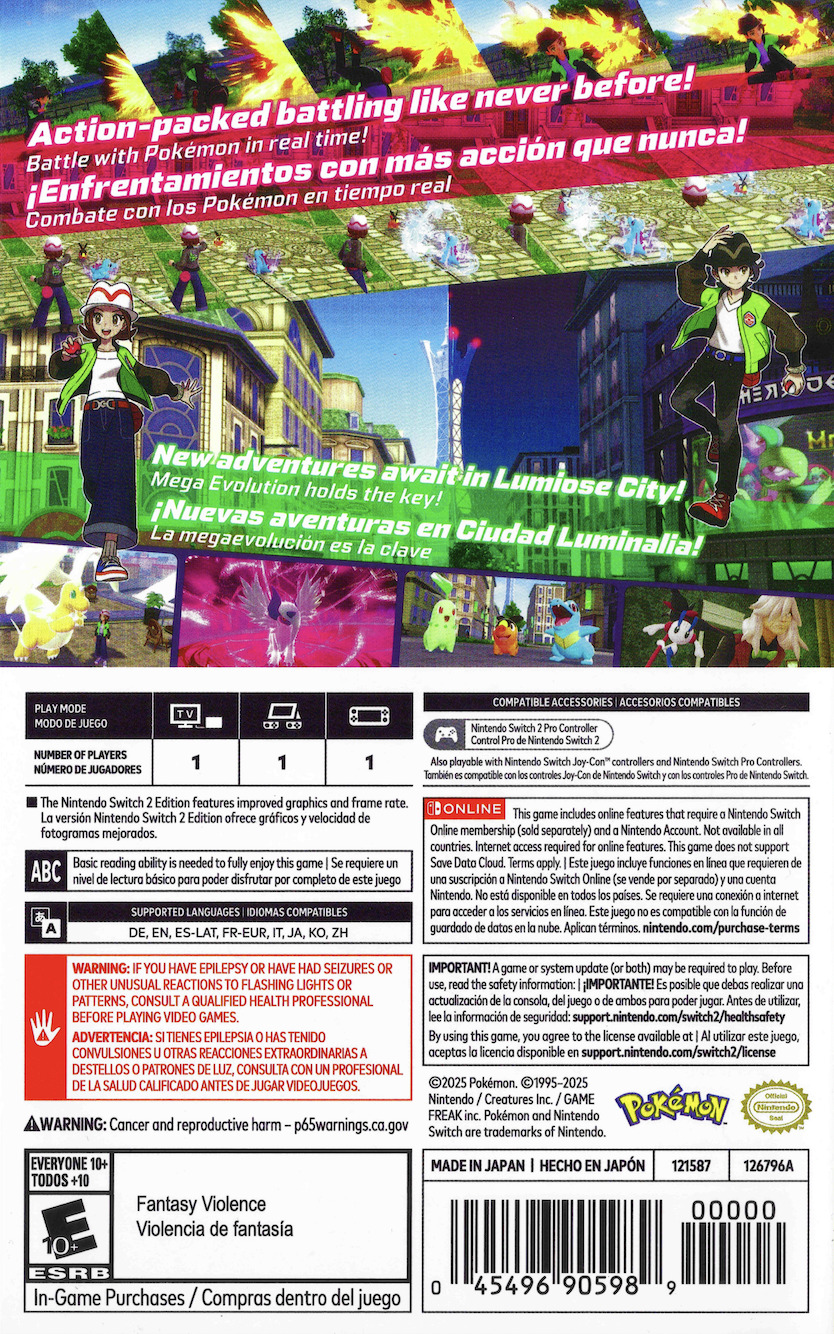 Action-packed battling like never before!
Battle with Pokémon in real time!
¡Enfrentamientos con más acción que nunca!
Combate con los Pokémon en tiempo real
New adventures await in Lumiose City!
Mega Evolution holds the key!
¡Nuevas aventuras en Ciudad Luminalia!
La megaevolución es la clave
PLAY MODE
MODO DE JUEGO
TV
NUMBER OF PLAYERS
NÚMERO DE JUGADORES
1
1
1
The Nintendo Switch 2 Edition features improved graphics and frame rate.
La versión Nintendo Switch 2 Edition ofrece gráficos y velocidad de
fotogramas mejorados.
ABC
Basic reading ability is needed to fully enjoy this game | Se requiere un
nivel de lectura básico para poder disfrutar por completo de este juego
あ A
SUPPORTED LANGUAGES | IDIOMAS COMPATIBLES
DE, EN, ES-LAT, FR-EUR, IT, JA, KO, ZH
WARNING: IF YOU HAVE EPILEPSY OR HAVE HAD SEIZURES OR
OTHER UNUSUAL REACTIONS TO FLASHING LIGHTS OR
PATTERNS, CONSULT A QUALIFIED HEALTH PROFESSIONAL
BEFORE PLAYING VIDEO GAMES.
ADVERTENCIA: SI TIENES EPILEPSIA O HAS TENIDO
CONVULSIONES U OTRAS REACCIONES EXTRAORDINARIAS A
DESTELLOS O PATRONES DE LUZ, CONSULTA CON UN PROFESIONAL
DE LA SALUD CALIFICADO ANTES DE JUGAR VIDEOJUEGOS.
WARNING: Cancer and reproductive harm – p65warnings.ca.gov
EVERYONE 10+
TODOS +10
E
10+
ESRB
Fantasy Violence
Violencia de fantasía
In-Game Purchases / Compras dentro del juego
COMPATIBLE ACCESSORIES | ACCESORIOS COMPATIBLES
Nintendo Switch 2 Pro Controller
Control Pro de Nintendo Switch 2
Also playable with Nintendo Switch Joy-Con™ controllers and Nintendo Switch Pro Controllers.
También es compatible con los controles Joy-Con de Nintendo Switch y con los controles Pro de Nintendo Switch.
ONLINE This game includes online features that require a Nintendo Switch
Online membership (sold separately) and a Nintendo Account. Not available in all
countries. Internet access required for online features. This game does not support
Save Data Cloud. Terms apply. | Este juego incluye funciones en línea que requieren de
una suscripción a Nintendo Switch Online (se vende por separado) y una cuenta
Nintendo. No está disponible en todos los países. Se requiere una conexión a internet
para acceder a los servicios en línea. Este juego no es compatible con la función de
guardado de datos en la nube. Aplican términos. nintendo.com/purchase-terms
IMPORTANT! A game or system update (or both) may be required to play. Before
use, read the safety information: | ¡IMPORTANTE! Es posible que debas realizar una
actualización de la consola, del juego o de ambos para poder jugar. Antes de utilizar,
lee la información de seguridad: support.nintendo.com/switch2/healthsafety
By using this game, you agree to the license available at | Al utilizar este juego,
aceptas la licencia disponible en support.nintendo.com/switch2/license
©2025 Pokémon. ©1995–2025
Nintendo / Creatures Inc. / GAME
FREAK inc. Pokémon and Nintendo
Switch are trademarks of Nintendo.
POKéMON
Official
Nintendo
Seal
MADE IN JAPAN | HECHO EN JAPÓN
121587
126796A
00000
0 45496 90598 9